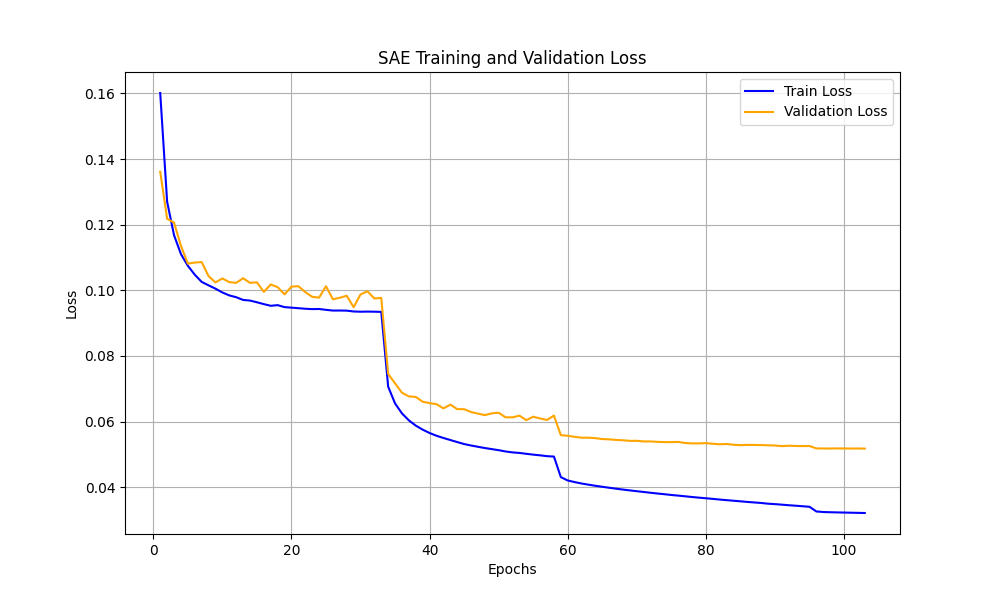 SAE Training and Validation Loss
Train Loss
Validation Loss
0.16
0.14
0.12
0.10
0.08
0.06
0.04
Loss
0
20
40
60
80
100
Epochs